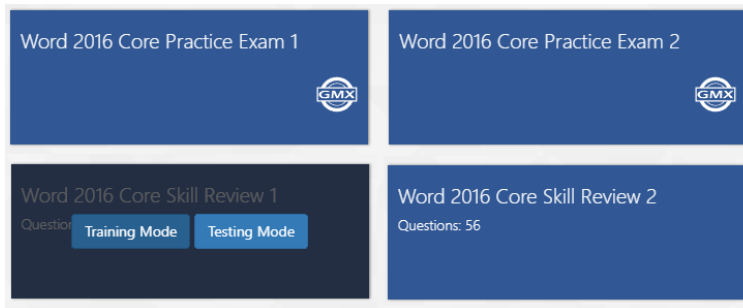 Word 2016 Core Practice Exam 1
GMX
Word 2016 Core Practice Exam 2
GMX
Word 2016 Core Skill Review 1
Question
Training Mode
Testing Mode
Word 2016 Core Skill Review 2
Questions: 56